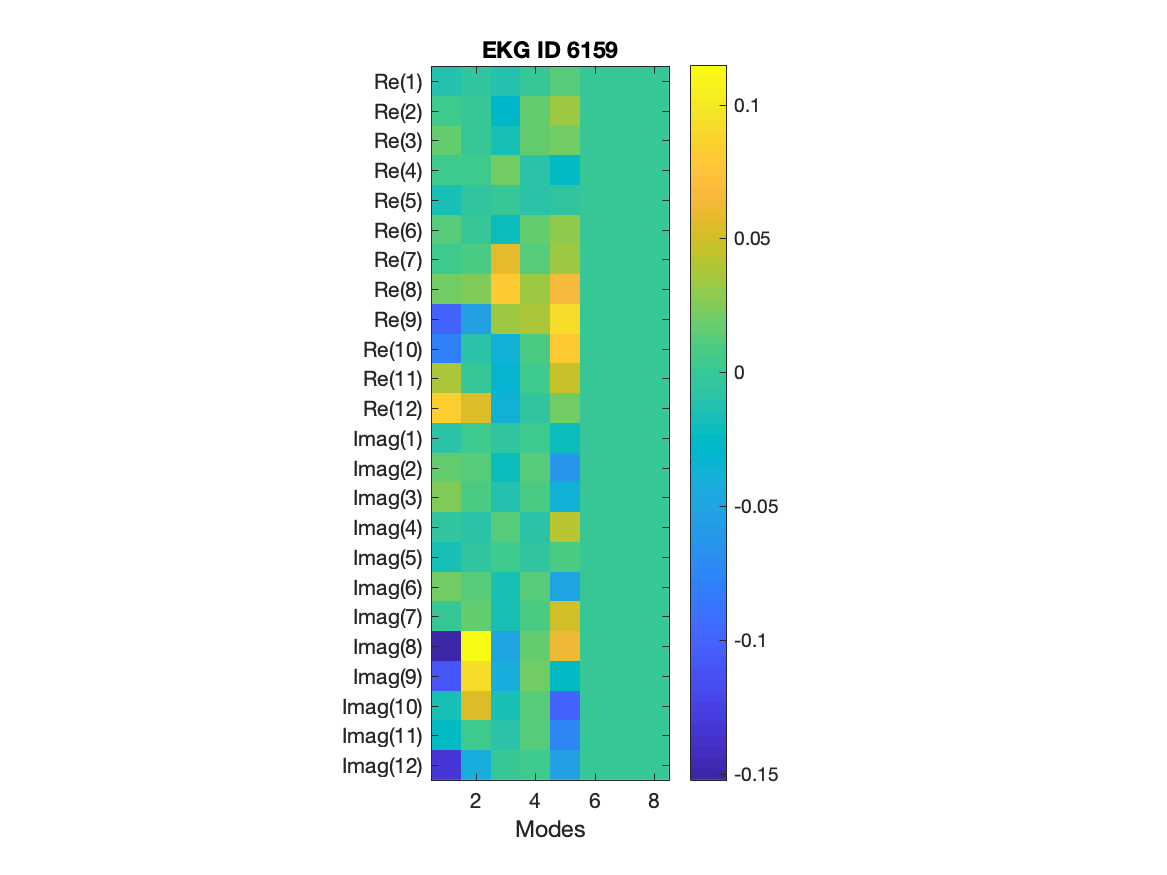 EKG ID 6159
Re(1)
Re(2)
Re(3)
Re(4)
Re(5)
Re(6)
Re(7)
Re(8)
Re(9)
Re(10)
Re(11)
Re(12)
Imag(1)
Imag(2)
Imag(3)
Imag(4)
Imag(5)
Imag(6)
Imag(7)
Imag(8)
Imag(9)
Imag(10)
Imag(11)
Imag(12)
2 4 6 8
Modes
0.1
0.05
0
-0.05
-0.1
-0.15